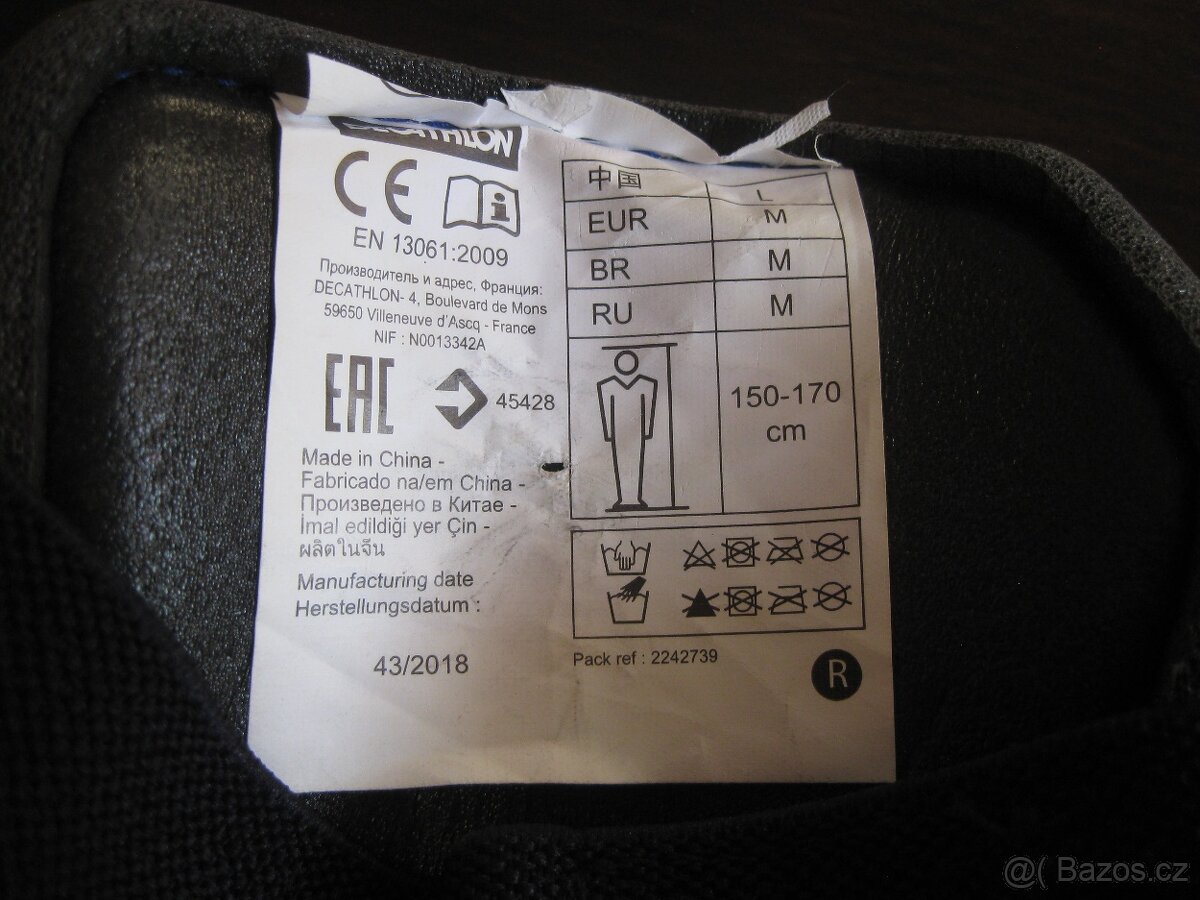 DECATHLON
CE
EN 13061:2009
Производитель и адрес, Франция:
DECATHLON- 4, Boulevard de Mons
59650 Villeneuve d'Ascq - France
NIF : N0013342A
EAC
45428
Made in China -
Fabricado na/em China -
Произведено в Китае -
İmal edildiği yer Çin -
ผลิตในจีน
Manufacturing date
Herstellungsdatum :
43/2018
中国 L
EUR M
BR M
RU M
150-170
cm
Pack ref : 2242739
R
@( Bazos.cz